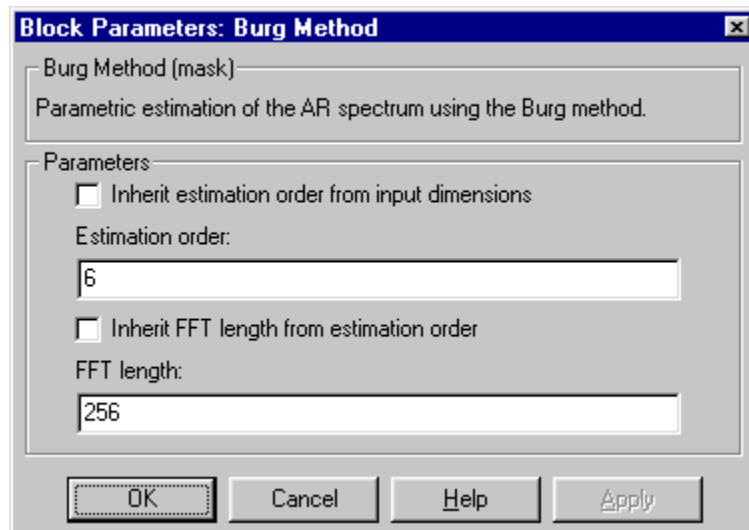 Block Parameters: Burg Method
Burg Method (mask)
Parametric estimation of the AR spectrum using the Burg method.
Parameters
Inherit estimation order from input dimensions
Estimation order:
6
Inherit FFT length from estimation order
FFT length:
256
OK Cancel Help Apply